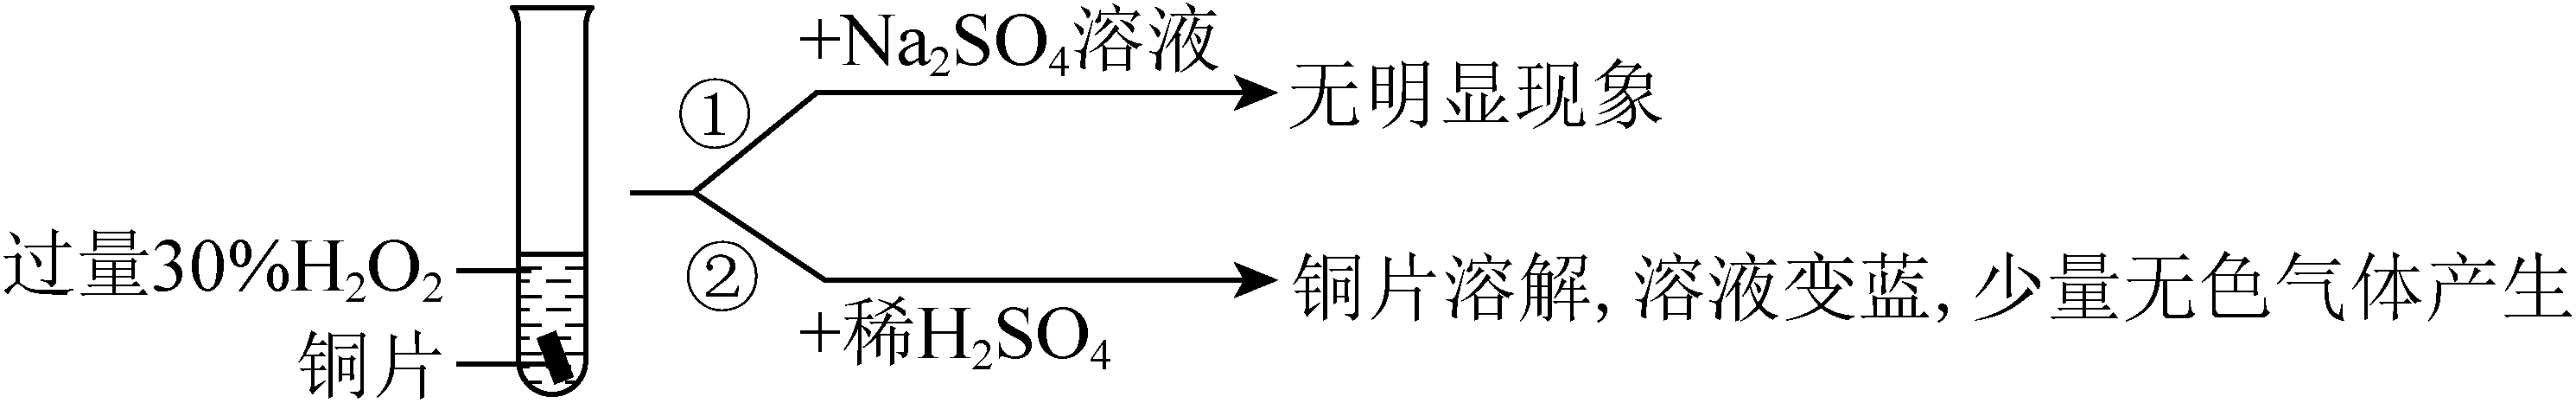 +Na₂SO₄溶液
①
无明显现象
过量30%H₂O₂
②
铜片溶解, 溶液变蓝, 少量无色气体产生
+稀H₂SO₄
铜片